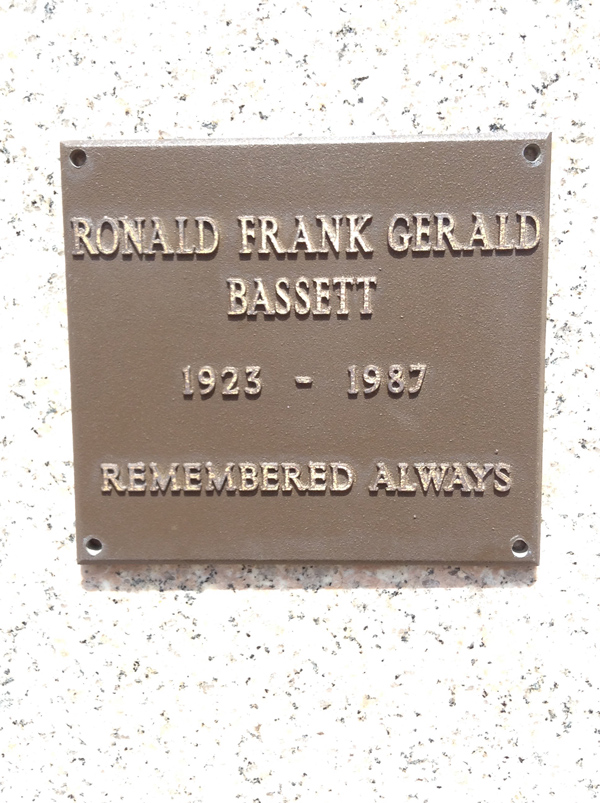 RONALD FRANK GERALD
BASSETT
1923 - 1987
REMEMBERED ALWAYS